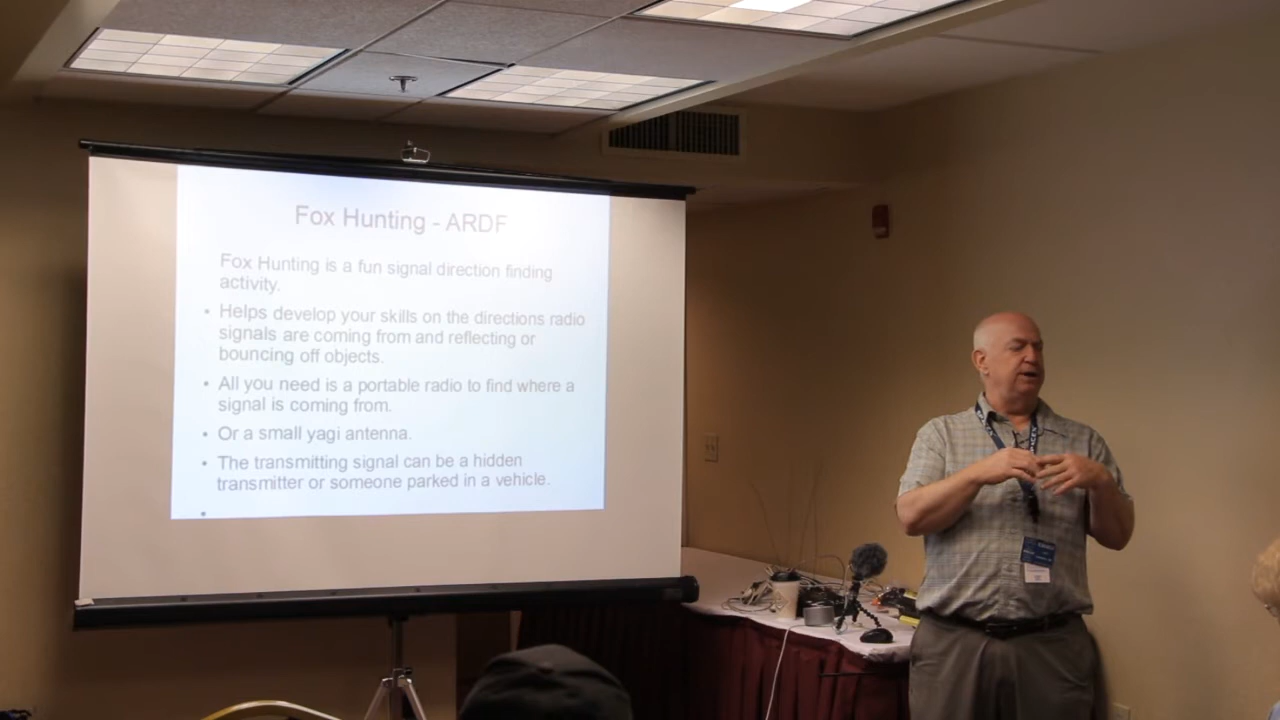 Fox Hunting - ARDF
Fox Hunting is a fun signal direction finding
activity.
• Helps develop your skills on the directions radio
signals are coming from and reflecting or
bouncing off objects.
• All you need is a portable radio to find where a
signal is coming from.
• Or a small yagi antenna.
• The transmitting signal can be a hidden
transmitter or someone parked in a vehicle.
•